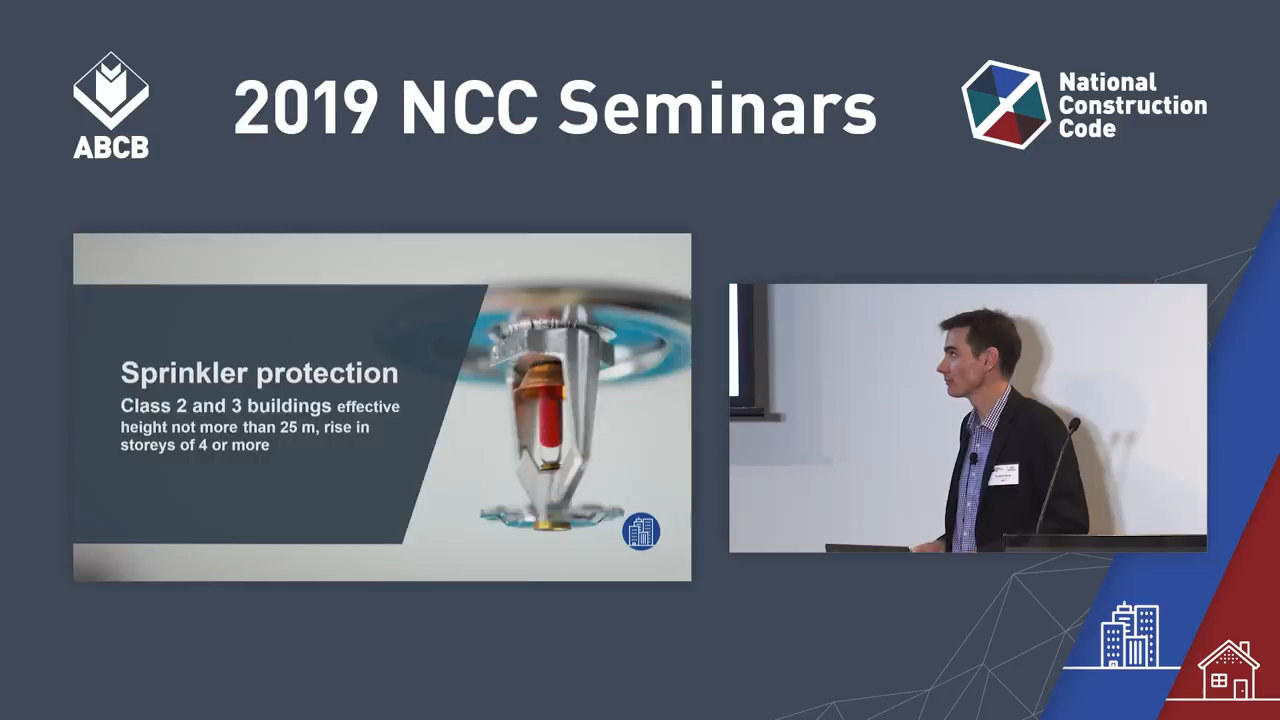 ABCB
2019 NCC Seminars
National
Construction
Code
Sprinkler protection
Class 2 and 3 buildings effective
height not more than 25 m, rise in
storeys of 4 or more